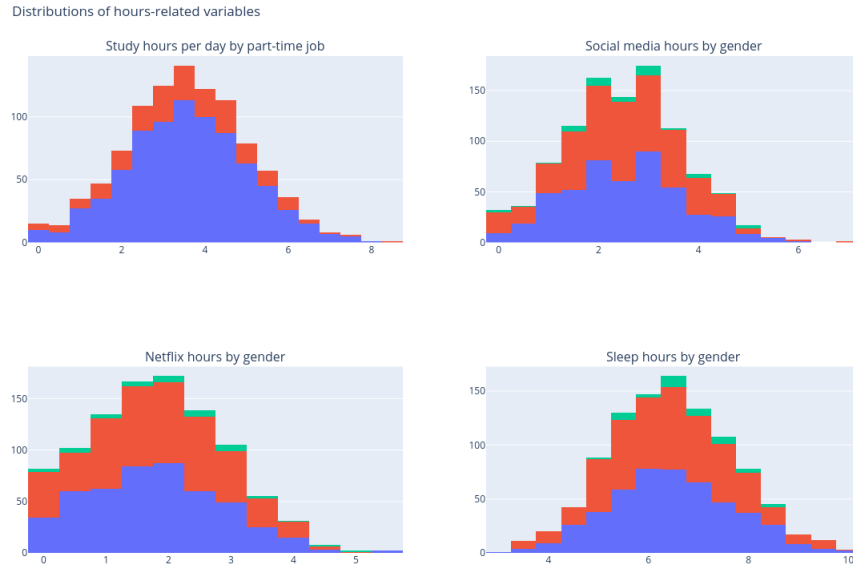 Distributions of hours-related variables
Study hours per day by part-time job
Social media hours by gender
100
50
0
0 2 4 6 8
150
100
50
0
0 2 4 6
Netflix hours by gender
Sleep hours by gender
150
100
50
0
0 1 2 3 4 5
150
100
50
0
4 6 8 10